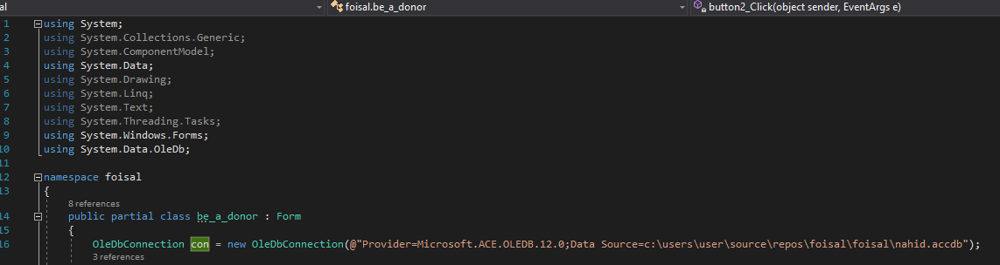 al foisal.be_a_donor button2_Click(object sender, EventArgs e)
1 using System;
2 using System.Collections.Generic;
3 using System.ComponentModel;
4 using System.Data;
5 using System.Drawing;
6 using System.Linq;
7 using System.Text;
8 using System.Threading.Tasks;
9 using System.Windows.Forms;
10 using System.Data.OleDb;
11
12 namespace foisal
13 {
8 references
14 public partial class be_a_donor : Form
15 {
16 OleDbConnection con = new OleDbConnection(@"Provider=Microsoft.ACE.OLEDB.12.0;Data Source=c:\users\user\source\repos\foisal\foisal\nahid.accdb");
3 references